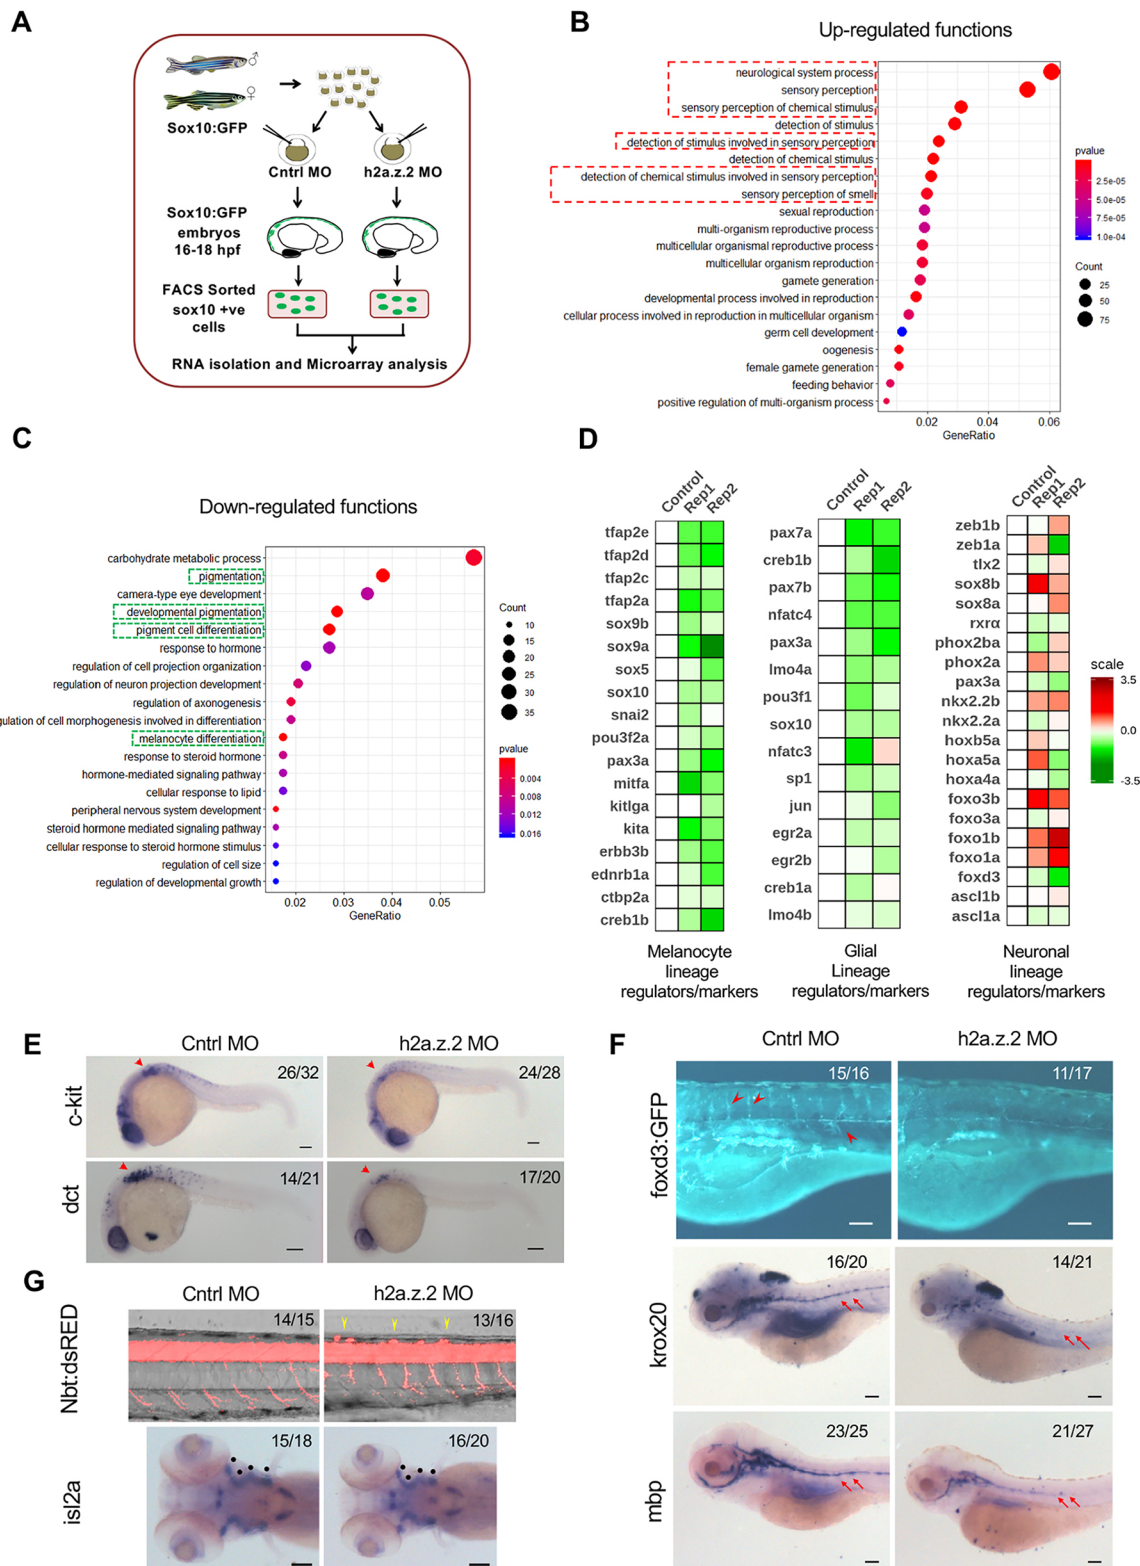 A
♂
♀
Sox10:GFP
Cntrl MO
h2a.z.2 MO
Sox10:GFP
embryos
16-18 hpf
FACS Sorted
sox10 +ve
cells
RNA isolation and Microarray analysis
B
Up-regulated functions
neurological system process
sensory perception
sensory perception of chemical stimulus
detection of stimulus
detection of stimulus involved in sensory perception
detection of chemical stimulus
detection of chemical stimulus involved in sensory perception
sensory perception of smell
sexual reproduction
multi-organism reproductive process
multicellular organismal reproductive process
multicellular organism reproduction
gamete generation
developmental process involved in reproduction
cellular process involved in reproduction in multicellular organism
germ cell development
oogenesis
female gamete generation
feeding behavior
positive regulation of multi-organism process
0.02 0.04 0.06
GeneRatio
pvalue
2.5e-05
5.0e-05
7.5e-05
1.0e-04
Count
25
50
75
C
Down-regulated functions
carbohydrate metabolic process
pigmentation
camera-type eye development
developmental pigmentation
pigment cell differentiation
response to hormone
regulation of cell projection organization
regulation of neuron projection development
regulation of axonogenesis
gulation of cell morphogenesis involved in differentiation
melanocyte differentiation
response to steroid hormone
hormone-mediated signaling pathway
cellular response to lipid
peripheral nervous system development
steroid hormone mediated signaling pathway
cellular response to steroid hormone stimulus
regulation of cell size
regulation of developmental growth
0.02 0.03 0.04 0.05
GeneRatio
Count
10
15
20
25
30
35
pvalue
0.004
0.008
0.012
0.016
D
Control
Rep1
Rep2
tfap2e
tfap2d
tfap2c
tfap2a
sox9b
sox9a
sox5
sox10
snai2
pou3f2a
pax3a
mitfa
kitlga
kita
erbb3b
ednrb1a
ctbp2a
creb1b
Melanocyte
lineage
regulators/markers
Control
Rep1
Rep2
pax7a
creb1b
pax7b
nfatc4
pax3a
lmo4a
pou3f1
sox10
nfatc3
sp1
jun
egr2a
egr2b
creb1a
lmo4b
Glial
Lineage
regulators/markers
Control
Rep1
Rep2
zeb1b
zeb1a
tlx2
sox8b
sox8a
rxrα
phox2ba
phox2a
pax3a
nkx2.2b
nkx2.2a
hoxb5a
hoxa5a
hoxa4a
foxo3b
foxo3a
foxo1b
foxo1a
foxd3
ascl1b
ascl1a
Neuronal
lineage
regulators/markers
scale
3.5
0.0
-3.5
E
Cntrl MO
h2a.z.2 MO
c-kit
26/32
24/28
dct
14/21
17/20
F
Cntrl MO
h2a.z.2 MO
foxd3:GFP
15/16
11/17
krox20
16/20
14/21
mbp
23/25
21/27
G
Cntrl MO
h2a.z.2 MO
Nbt:dsRED
14/15
13/16
isl2a
15/18
16/20